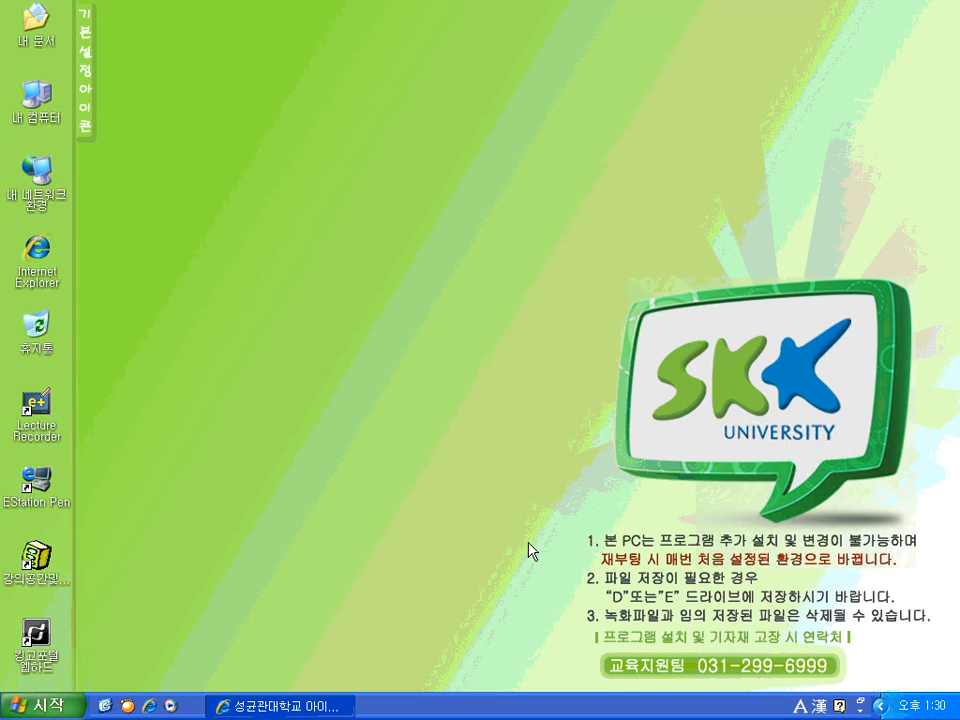 내 문서
내 컴퓨터
내 네트워크
환경
Internet
Explorer
휴지통
Lecture
Recorder
EStation Pen
강의공간및...
킹고포털
웹하드
기본설정아이콘
SKK
UNIVERSITY
1. 본 PC는 프로그램 추가 설치 및 변경이 불가능하며
재부팅 시 매번 처음 설정된 환경으로 바뀝니다.
2. 파일 저장이 필요한 경우
“D”또는”E” 드라이브에 저장하시기 바랍니다.
3. 녹화파일과 임의 저장된 파일은 삭제될 수 있습니다.
| 프로그램 설치 및 기자재 고장 시 연락처 |
교육지원팀 031-299-6999
시작
성균관대학교 아이...
A 漢
오후 1:30